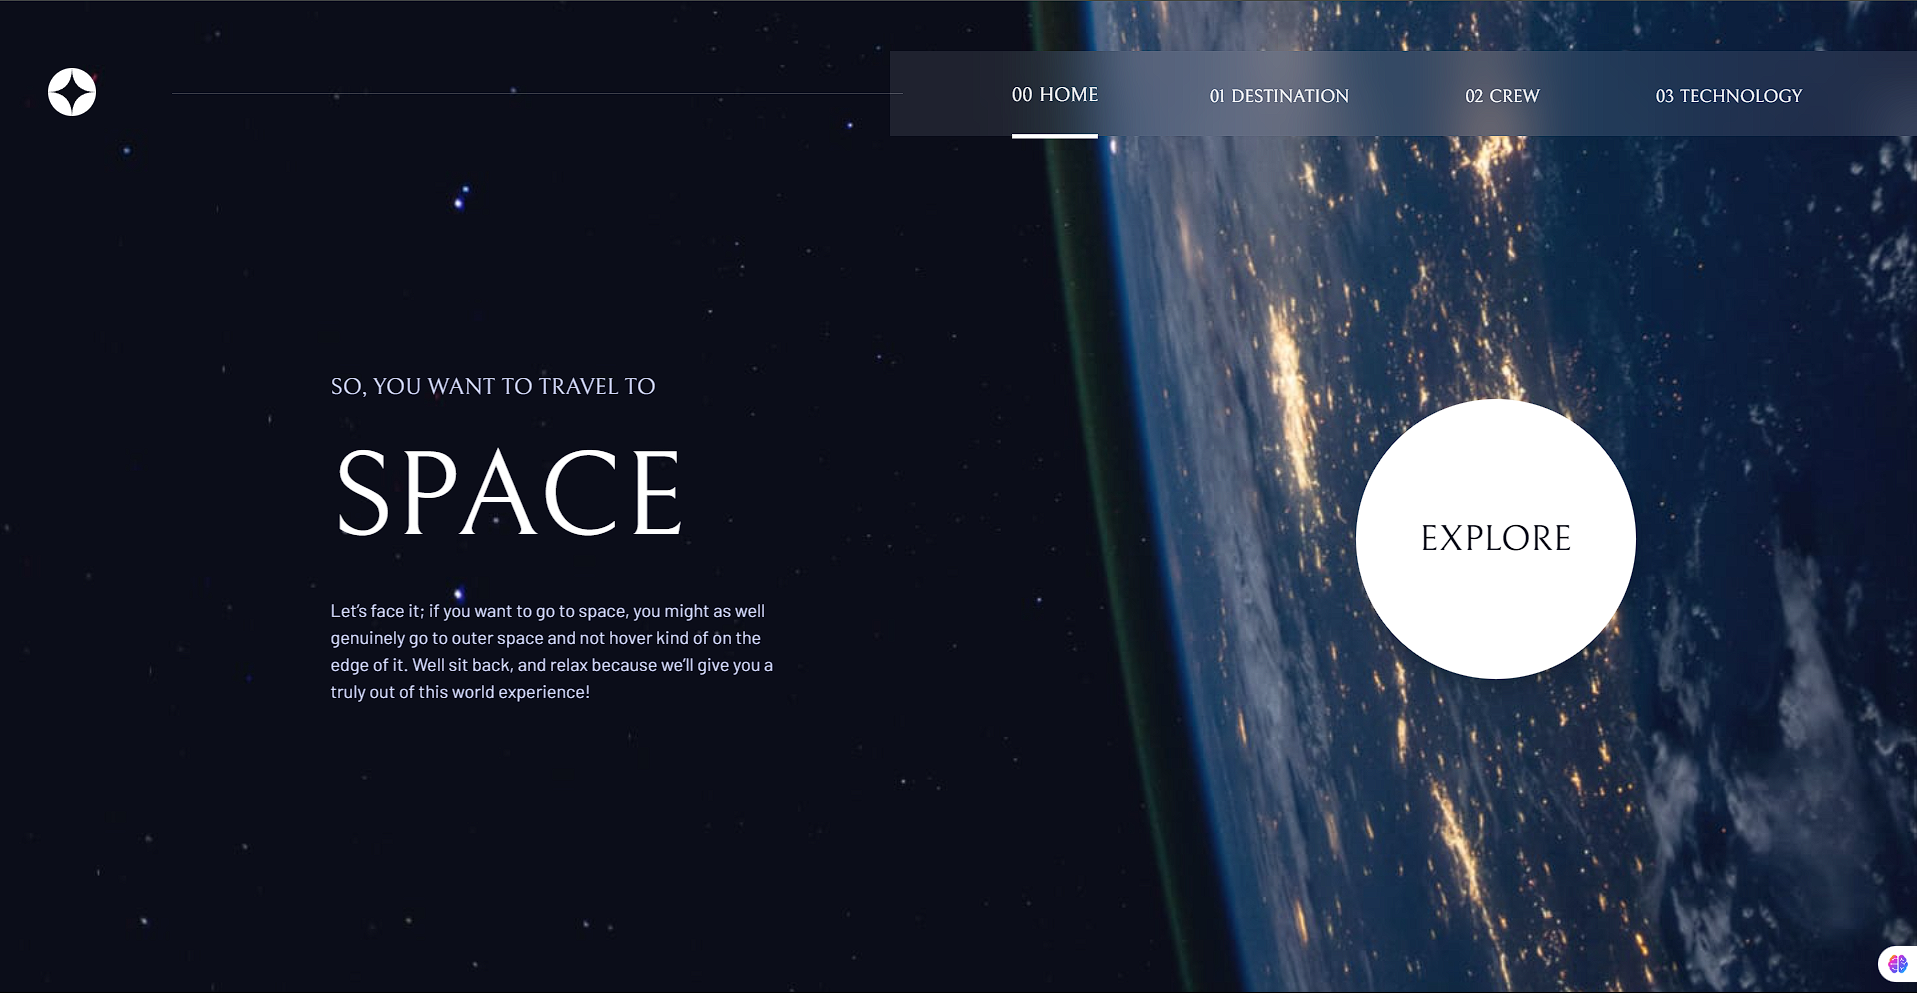 00 HOME
01 DESTINATION
02 CREW
03 TECHNOLOGY
SO, YOU WANT TO TRAVEL TO
SPACE
Let’s face it; if you want to go to space, you might as well
genuinely go to outer space and not hover kind of on the
edge of it. Well sit back, and relax because we’ll give you a
truly out of this world experience!
EXPLORE